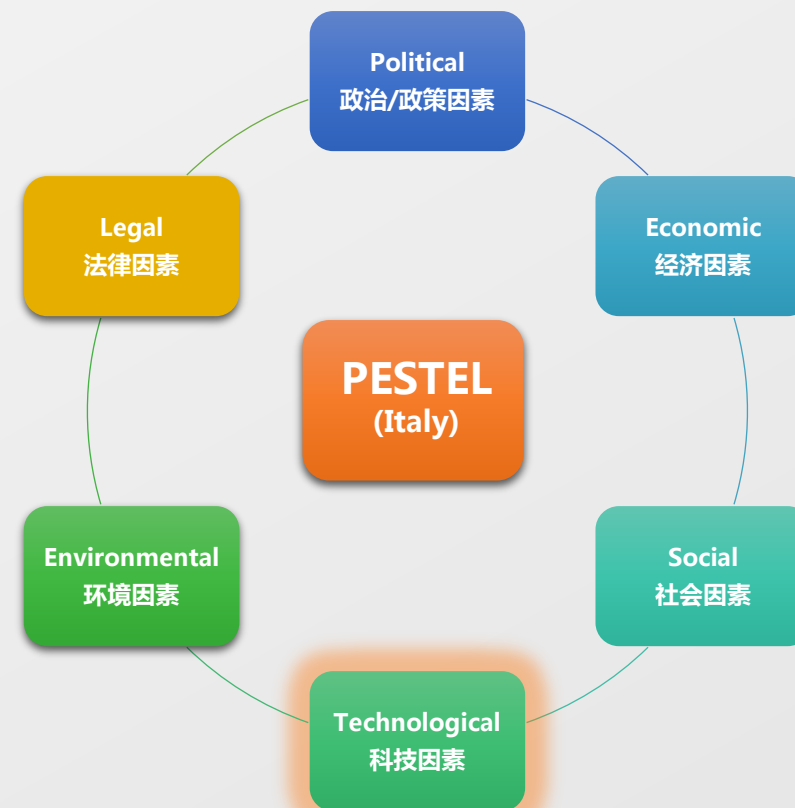 Political
政治/政策因素
Legal
法律因素
Economic
经济因素
PESTEL
(Italy)
Environmental
环境因素
Social
社会因素
Technological
科技因素